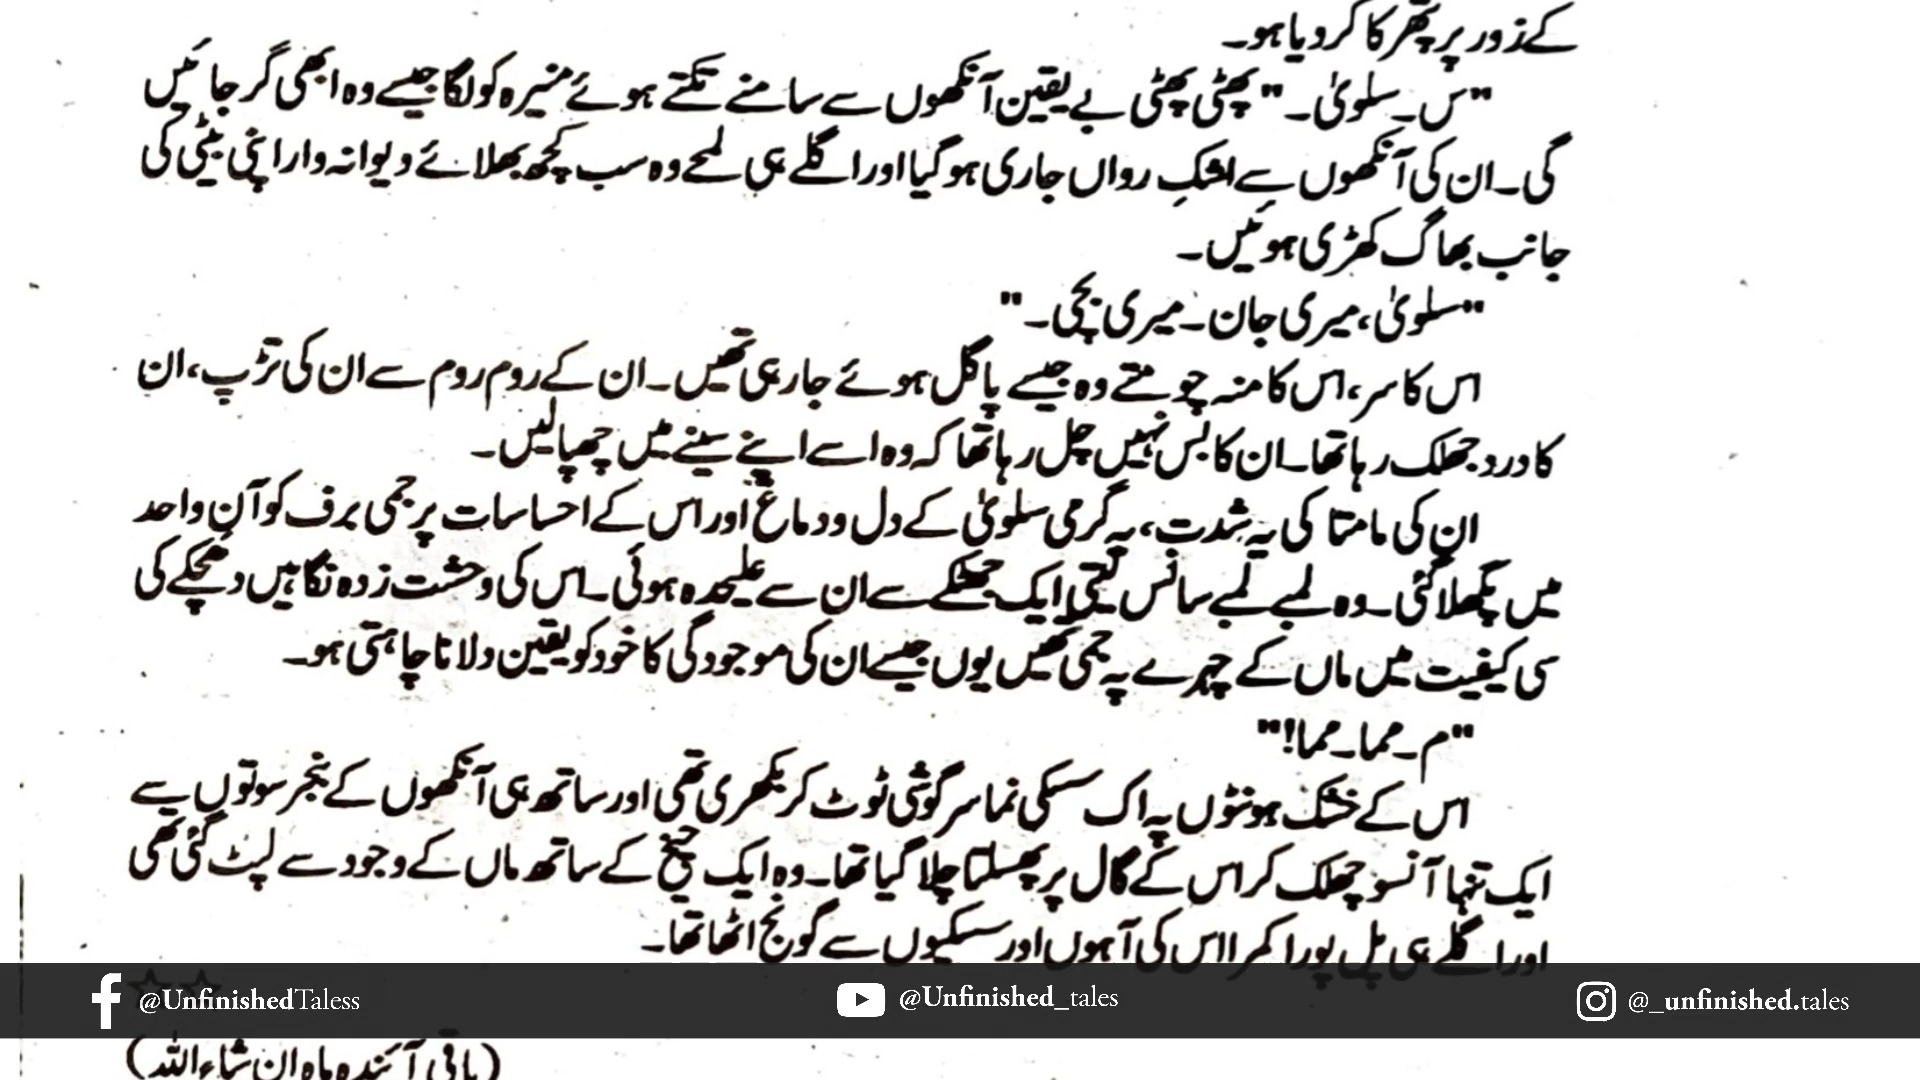 کے زور پر پتھر کا کر دیا ہو۔
"س۔سلویٰ۔" پھٹی پھٹی بے یقین آنکھوں سے سامنے تکتے ہوئے منیرہ کو لگا جیسے وہ ابھی گر جائیں
گی۔ ان کی آنکھوں سے اشکِ رواں جاری ہو گیا اور اگلے ہی لمحے وہ سب کچھ بھلائے دیوانہ وار اپنی بیٹی کی
جانب بھاگ کھڑی ہوئیں۔
"سلویٰ، میری جان۔ میری بچی۔"
اس کا سر، اس کا منہ چومتے وہ جیسے پاگل ہوئے جا رہی تھیں۔ ان کے روم روم سے ان کی تڑپ، ان
کا درد جھلک رہا تھا۔ ان کا بس نہیں چل رہا تھا کہ وہ اسے اپنے سینے میں چھپا لیں۔
ان کی مامتا کی یہ شدت، یہ گرمی سلویٰ کے دل و دماغ اور اس کے احساسات پر جمی برف کو آنِ واحد
میں پگھلا گئی۔ وہ لمبے لمبے سانس لیتی ایک جھٹکے سے ان سے علیحدہ ہوئی۔ اس کی وحشت زدہ نگاہیں دھچکے کی
سی کیفیت میں ماں کے چہرے پہ جمی تھیں یوں جیسے ان کی موجودگی کا خود کو یقین دلانا چاہتی ہو۔
"م۔مما۔مما!"
اس کے خشک ہونٹوں پہ اک سسکی نما سرگوشی ٹوٹ کر بکھری تھی اور ساتھ ہی آنکھوں کے بنجر سوتوں سے
ایک تنہا آنسو چھلک کر اس کے گال پر پھسلتا چلا گیا تھا۔ وہ ایک چیخ کے ساتھ ماں کے وجود سے لپٹ گئی تھی
اور اگلے ہی پل پورا کمرا اس کی آہوں اور سسکیوں سے گونج اٹھا تھا۔
@UnfinishedTaless
@Unfinished_tales
@_unfinished.tales
(باقی آئندہ ماہ ان شاء اللہ)